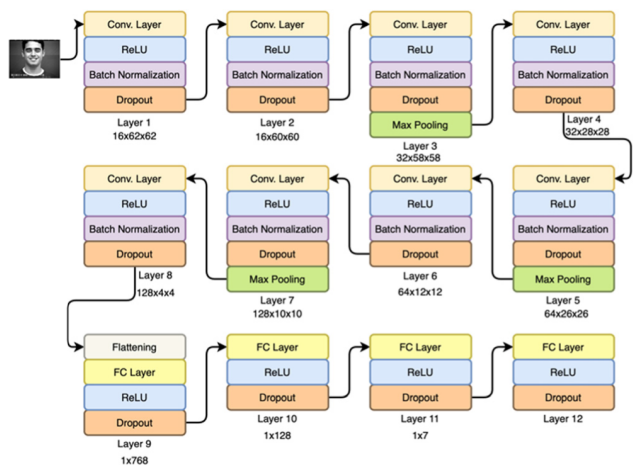 Conv. Layer
ReLU
Batch Normalization
Dropout
Layer 1
16x62x62
Conv. Layer
ReLU
Batch Normalization
Dropout
Layer 2
16x60x60
Conv. Layer
ReLU
Batch Normalization
Dropout
Max Pooling
Layer 3
32x58x58
Conv. Layer
ReLU
Batch Normalization
Dropout
Layer 4
32x28x28
Conv. Layer
ReLU
Batch Normalization
Dropout
Layer 8
128x4x4
Conv. Layer
ReLU
Batch Normalization
Dropout
Max Pooling
Layer 7
128x10x10
Conv. Layer
ReLU
Batch Normalization
Dropout
Layer 6
64x12x12
Conv. Layer
ReLU
Batch Normalization
Dropout
Max Pooling
Layer 5
64x26x26
Flattening
FC Layer
ReLU
Dropout
Layer 9
1x768
FC Layer
ReLU
Dropout
Layer 10
1x128
FC Layer
ReLU
Dropout
Layer 11
1x7
FC Layer
ReLU
Dropout
Layer 12